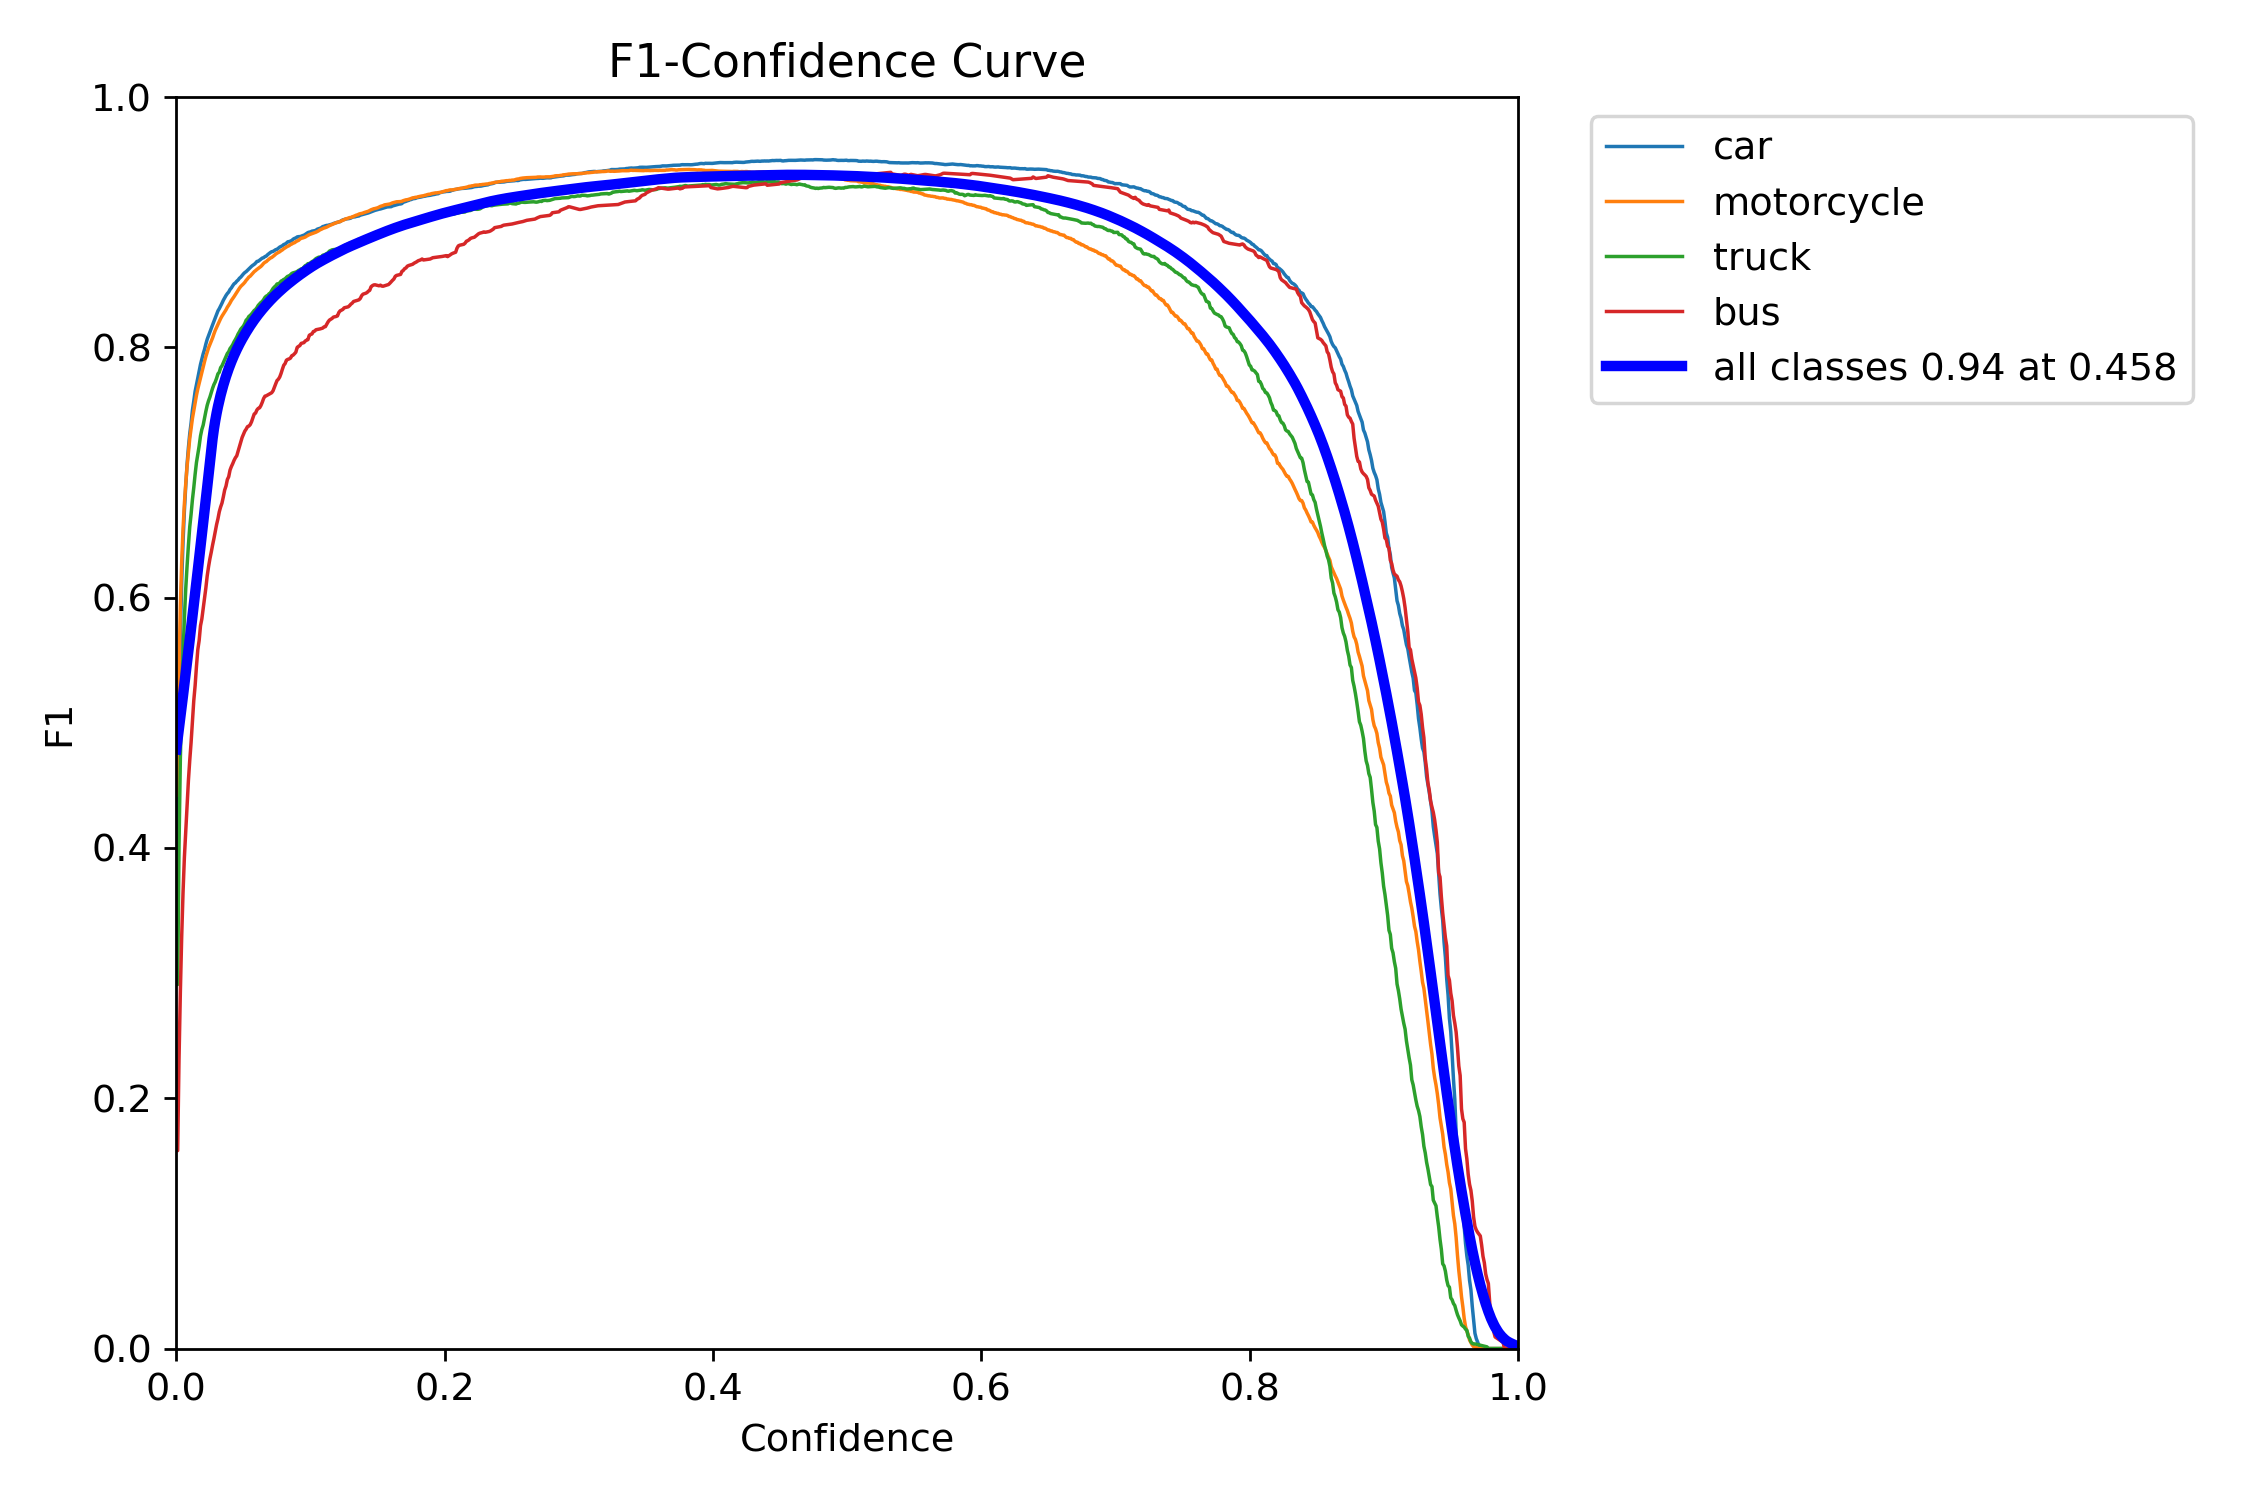 F1-Confidence Curve
1.0
0.8
0.6
0.4
0.2
0.0
F1
0.0 0.2 0.4 0.6 0.8 1.0
Confidence
car
motorcycle
truck
bus
all classes 0.94 at 0.458